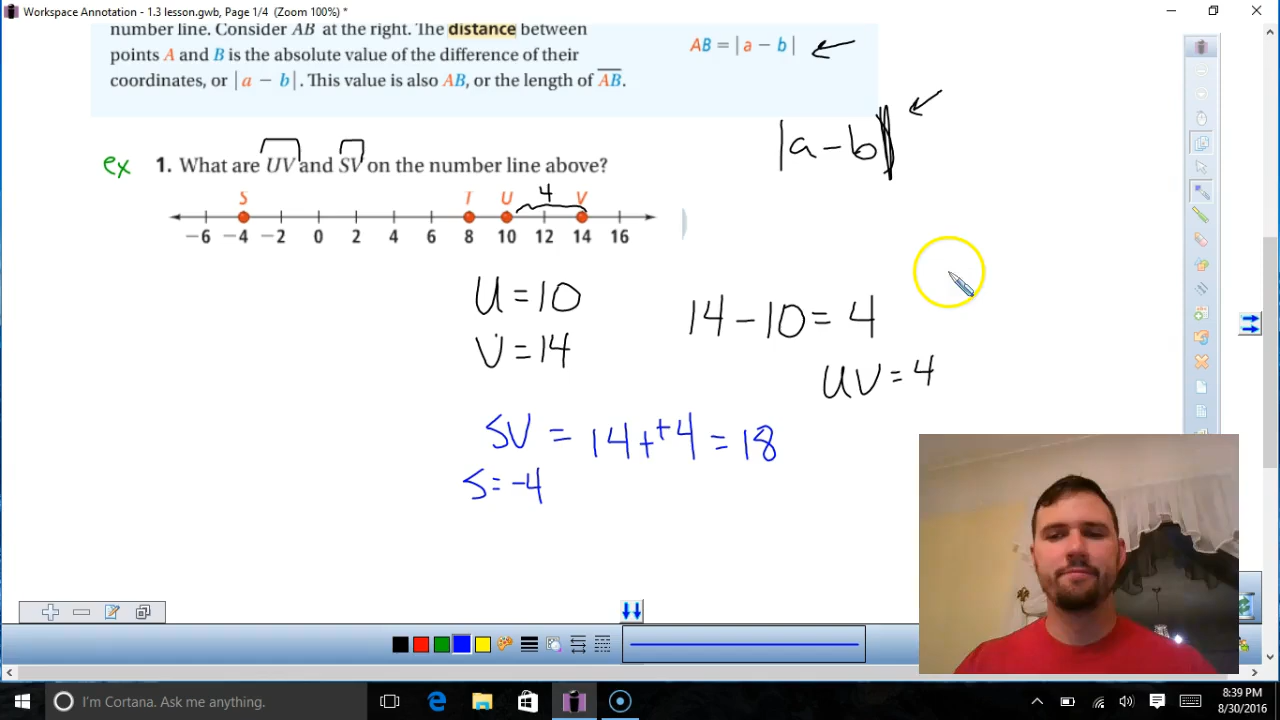 Workspace Annotation - 1.3 lesson.gwb, Page 1/4 (Zoom 100%) *
number line. Consider AB at the right. The distance between
points A and B is the absolute value of the difference of their
coordinates, or |a − b|. This value is also AB, or the length of AB.
AB = |a − b|
|a-b|
ex 1. What are UV and SV on the number line above?
4
S T U V
−6 −4 −2 0 2 4 6 8 10 12 14 16
U=10
V=14
14-10=4
UV=4
SV = 14++4=18
S=-4
I'm Cortana. Ask me anything.
8:39 PM
8/30/2016